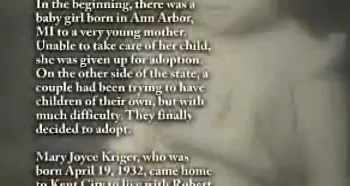 In the beginning, there was a
baby girl born in Ann Arbor,
MI to a very young mother.
Unable to take care of her child,
she was given up for adoption.
On the other side of the state, a
couple had been trying to have
children of their own, but with
much difficulty. They finally
decided to adopt.
Mary Joyce Kriger, who was
born April 19, 1932, came home
to Kent City to live with Robert